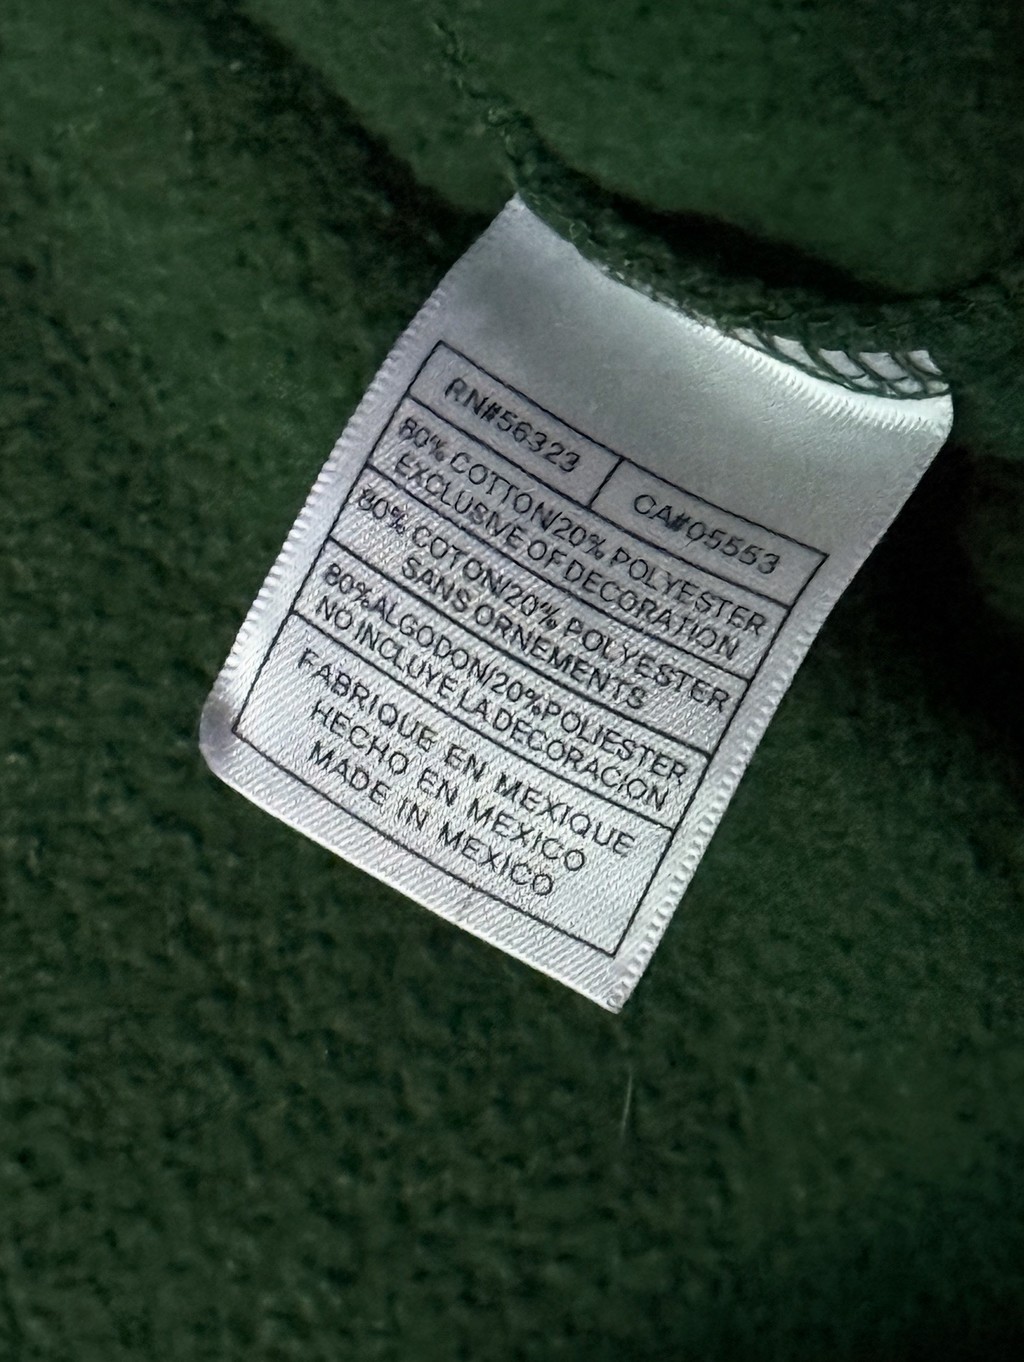 RN#56323 CA#05553
80% COTTON/20% POLYESTER
EXCLUSIVE OF DECORATION
80% COTON/20% POLYESTER
SANS ORNEMENTS
80%ALGODON/20%POLIESTER
NO INCLUYE LA DECORACION
FABRIQUE EN MEXIQUE
HECHO EN MEXICO
MADE IN MEXICO